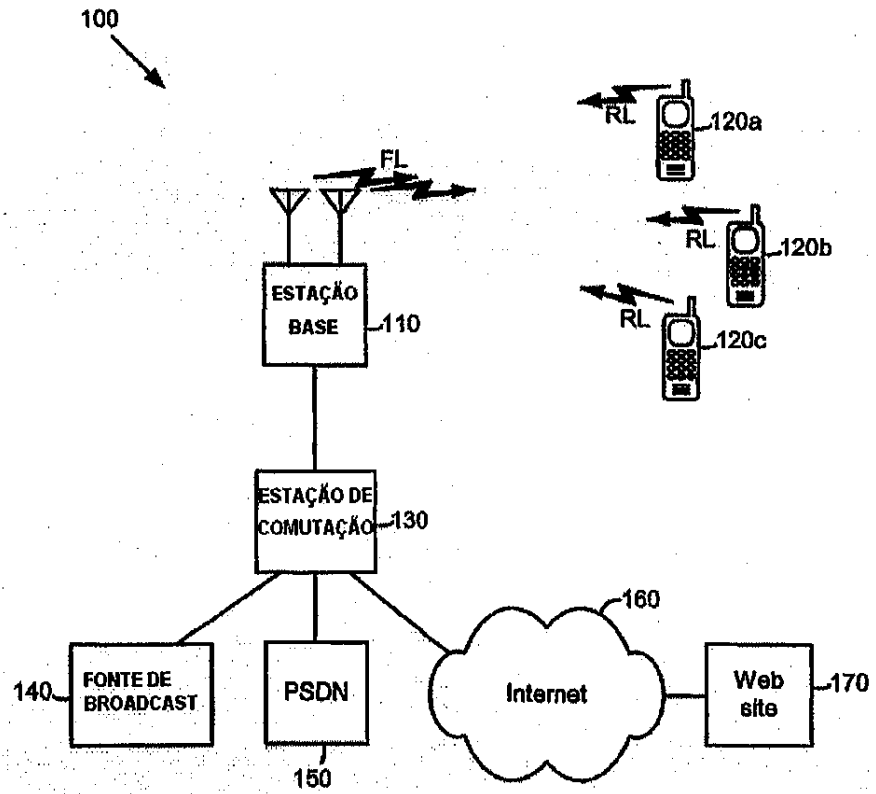 100
RL
120a
FL
RL
120b
ESTAÇÃO
BASE
110
RL
120c
ESTAÇÃO DE
COMUTAÇÃO
130
160
140
FONTE DE
BROADCAST
PSDN
Internet
Web
site
170
150